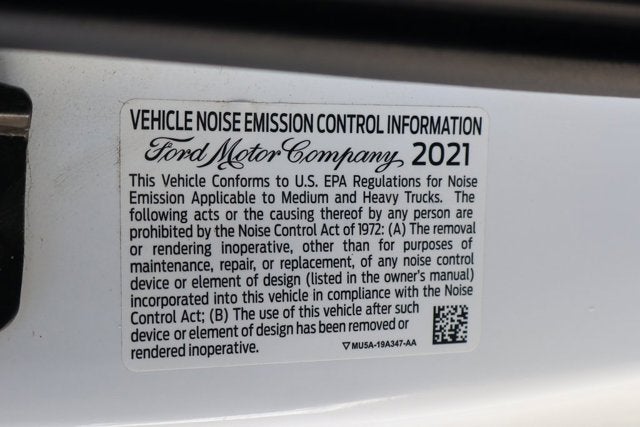 VEHICLE NOISE EMISSION CONTROL INFORMATION
Ford Motor Company 2021
This Vehicle Conforms to U.S. EPA Regulations for Noise
Emission Applicable to Medium and Heavy Trucks. The
following acts or the causing thereof by any person are
prohibited by the Noise Control Act of 1972: (A) The removal
or rendering inoperative, other than for purposes of
maintenance, repair, or replacement, of any noise control
device or element of design (listed in the owner's manual)
incorporated into this vehicle in compliance with the Noise
Control Act; (B) The use of this vehicle after such
device or element of design has been removed or
rendered inoperative.
MU5A-19A347-AA